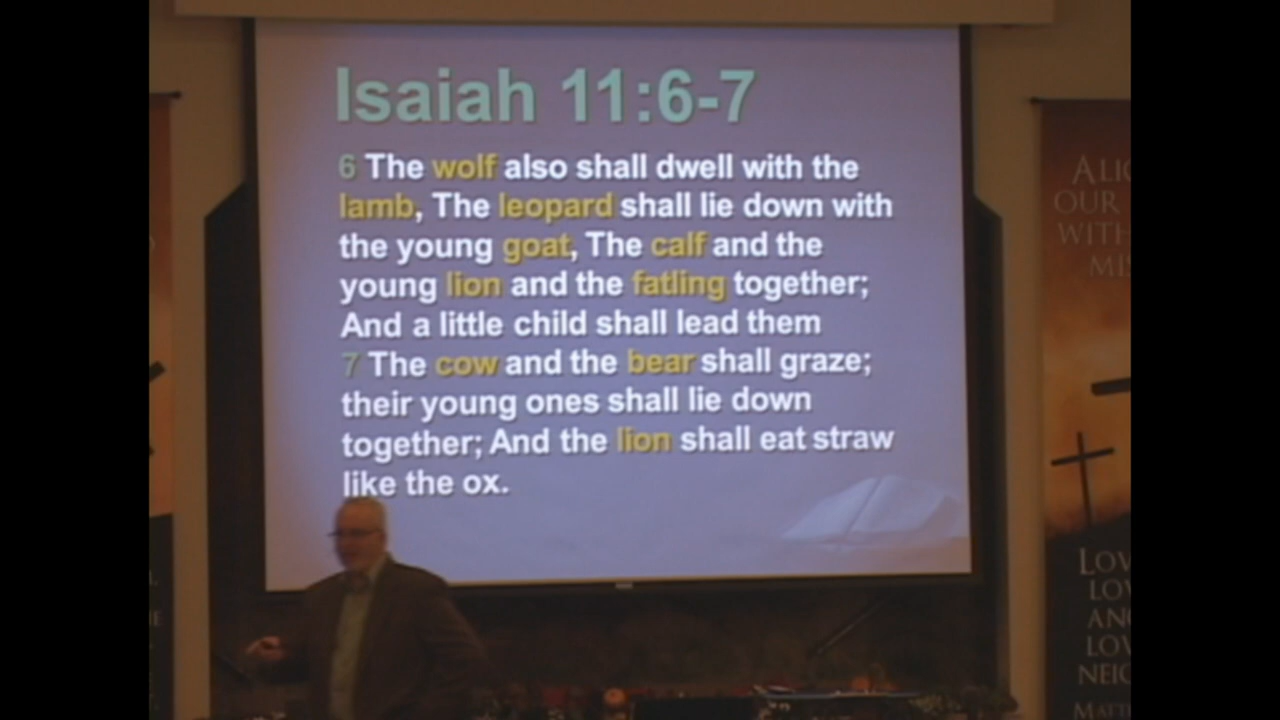 Isaiah 11:6-7
6 The wolf also shall dwell with the
lamb, The leopard shall lie down with
the young goat, The calf and the
young lion and the fatling together;
And a little child shall lead them
7 The cow and the bear shall graze;
their young ones shall lie down
together; And the lion shall eat straw
like the ox.
OUR
WITH